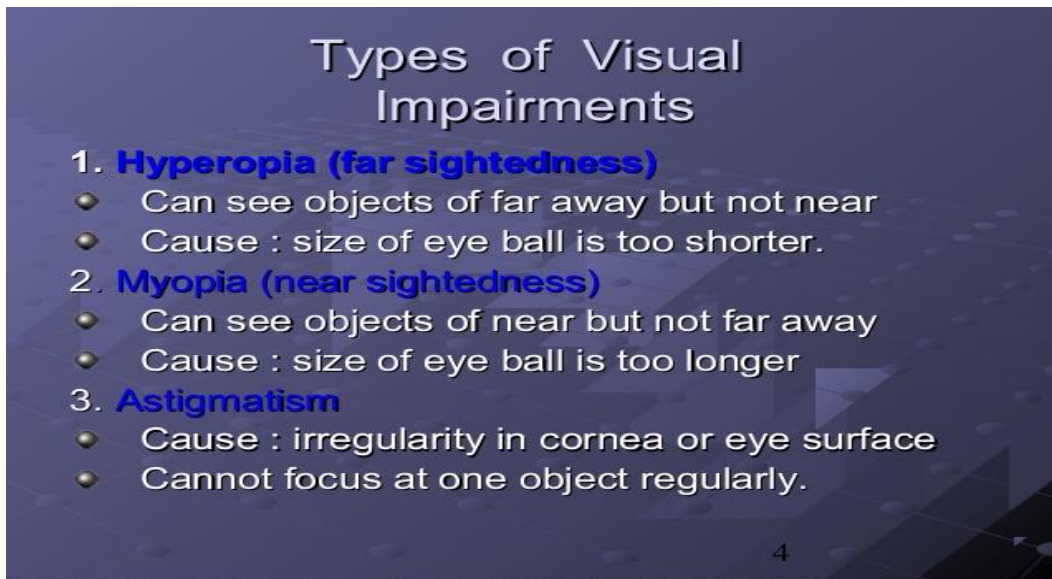 Types of Visual
Impairments
1. Hyperopia (far sightedness)
Can see objects of far away but not near
Cause : size of eye ball is too shorter.
2. Myopia (near sightedness)
Can see objects of near but not far away
Cause : size of eye ball is too longer
3. Astigmatism
Cause : irregularity in cornea or eye surface
Cannot focus at one object regularly.
4